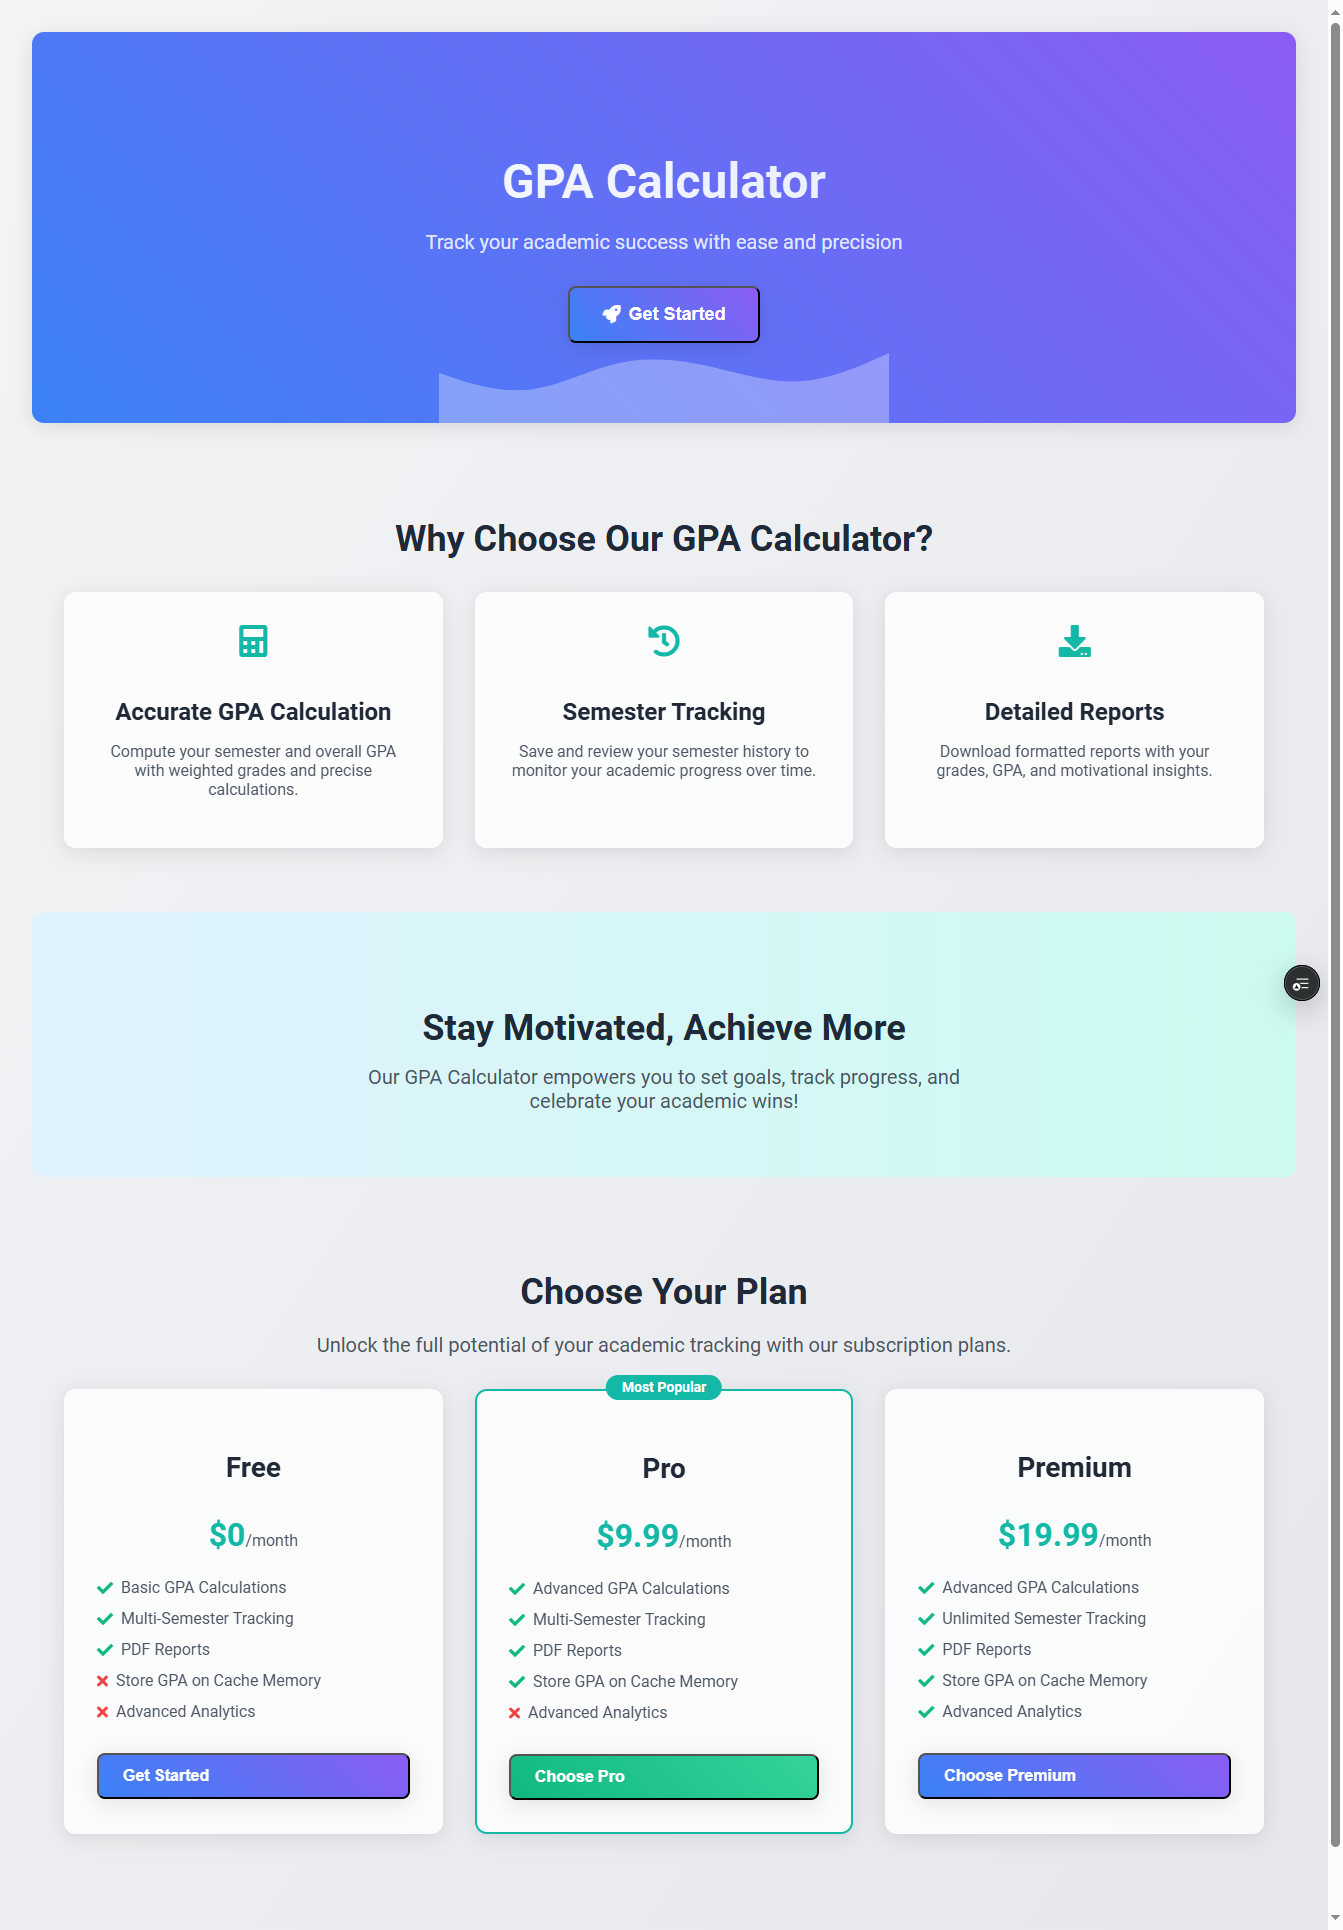 GPA Calculator
Track your academic success with ease and precision
Get Started
Why Choose Our GPA Calculator?
Accurate GPA Calculation
Compute your semester and overall GPA
with weighted grades and precise
calculations.
Semester Tracking
Save and review your semester history to
monitor your academic progress over time.
Detailed Reports
Download formatted reports with your
grades, GPA, and motivational insights.
Stay Motivated, Achieve More
Our GPA Calculator empowers you to set goals, track progress, and
celebrate your academic wins!
Choose Your Plan
Unlock the full potential of your academic tracking with our subscription plans.
Free
$0/month
Basic GPA Calculations
Multi-Semester Tracking
PDF Reports
Store GPA on Cache Memory
Advanced Analytics
Get Started
Most Popular
Pro
$9.99/month
Advanced GPA Calculations
Multi-Semester Tracking
PDF Reports
Store GPA on Cache Memory
Advanced Analytics
Choose Pro
Premium
$19.99/month
Advanced GPA Calculations
Unlimited Semester Tracking
PDF Reports
Store GPA on Cache Memory
Advanced Analytics
Choose Premium